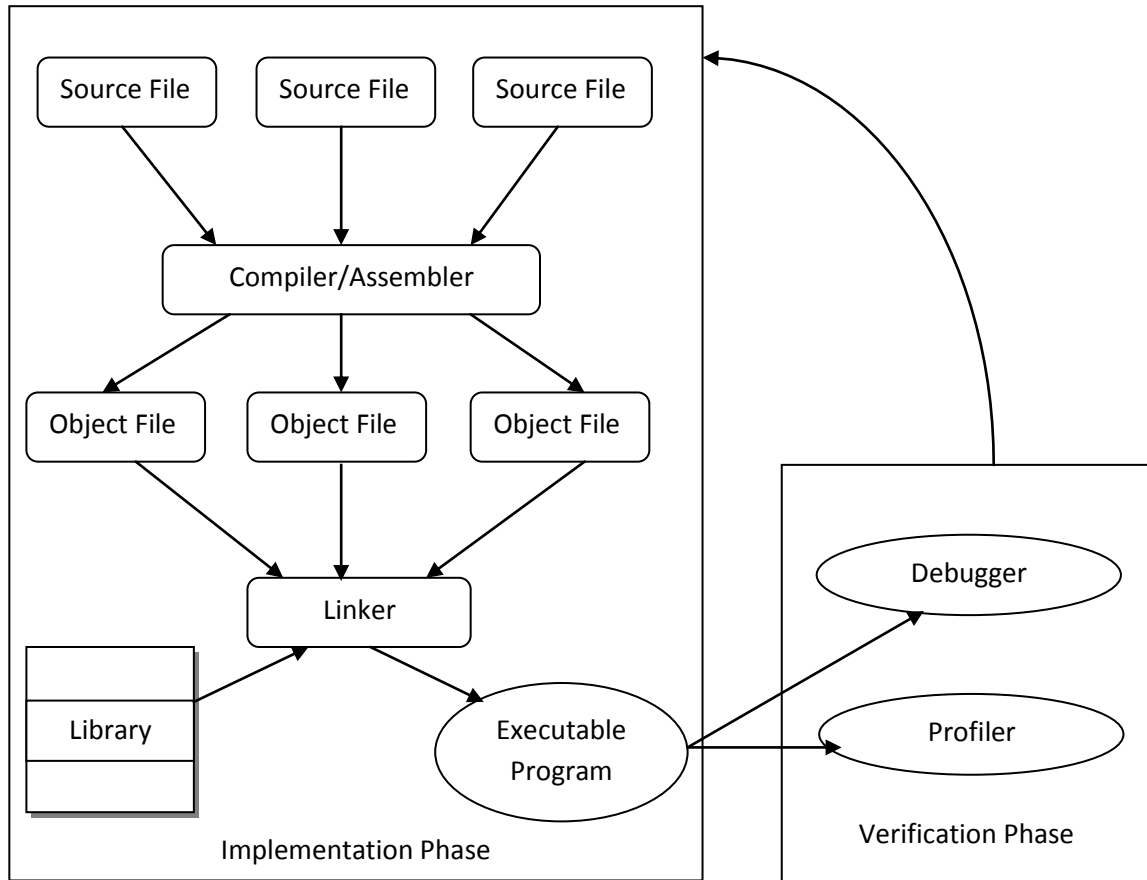 Source File
Source File
Source File
Compiler/Assembler
Object File
Object File
Object File
Linker
Library
Executable
Program
Implementation Phase
Debugger
Profiler
Verification Phase